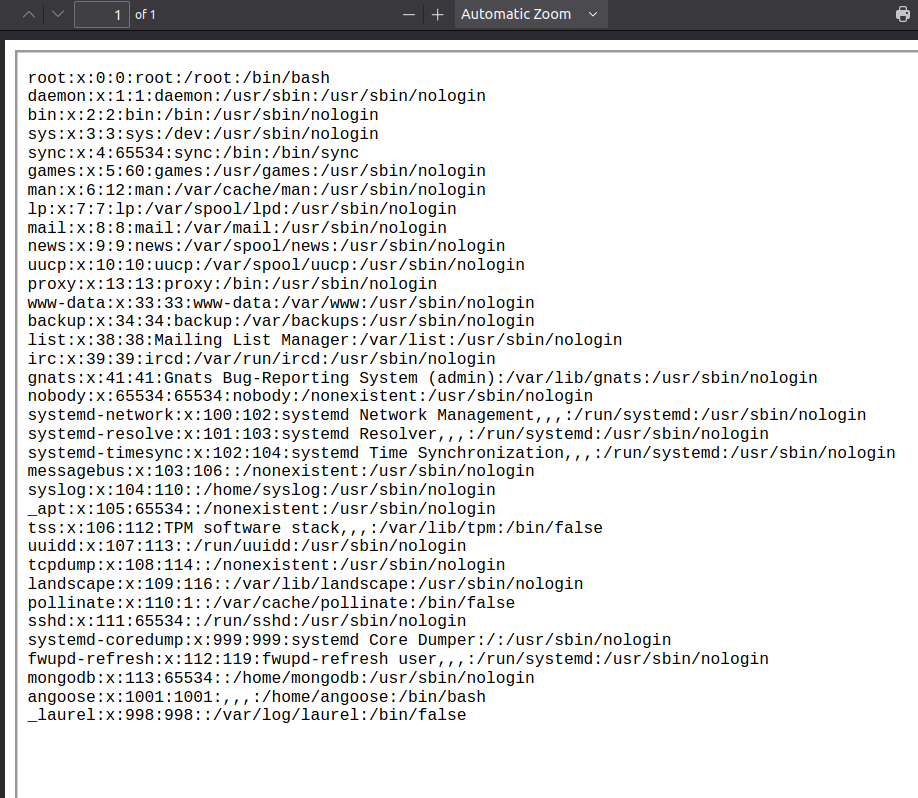 1 of 1 Automatic Zoom
root:x:0:0:root:/root:/bin/bash
daemon:x:1:1:daemon:/usr/sbin:/usr/sbin/nologin
bin:x:2:2:bin:/bin:/usr/sbin/nologin
sys:x:3:3:sys:/dev:/usr/sbin/nologin
sync:x:4:65534:sync:/bin:/bin/sync
games:x:5:60:games:/usr/games:/usr/sbin/nologin
man:x:6:12:man:/var/cache/man:/usr/sbin/nologin
lp:x:7:7:lp:/var/spool/lpd:/usr/sbin/nologin
mail:x:8:8:mail:/var/mail:/usr/sbin/nologin
news:x:9:9:news:/var/spool/news:/usr/sbin/nologin
uucp:x:10:10:uucp:/var/spool/uucp:/usr/sbin/nologin
proxy:x:13:13:proxy:/bin:/usr/sbin/nologin
www-data:x:33:33:www-data:/var/www:/usr/sbin/nologin
backup:x:34:34:backup:/var/backups:/usr/sbin/nologin
list:x:38:38:Mailing List Manager:/var/list:/usr/sbin/nologin
irc:x:39:39:ircd:/var/run/ircd:/usr/sbin/nologin
gnats:x:41:41:Gnats Bug-Reporting System (admin):/var/lib/gnats:/usr/sbin/nologin
nobody:x:65534:65534:nobody:/nonexistent:/usr/sbin/nologin
systemd-network:x:100:102:systemd Network Management,,,:/run/systemd:/usr/sbin/nologin
systemd-resolve:x:101:103:systemd Resolver,,,:/run/systemd:/usr/sbin/nologin
systemd-timesync:x:102:104:systemd Time Synchronization,,,:/run/systemd:/usr/sbin/nologin
messagebus:x:103:106::/nonexistent:/usr/sbin/nologin
syslog:x:104:110::/home/syslog:/usr/sbin/nologin
_apt:x:105:65534::/nonexistent:/usr/sbin/nologin
tss:x:106:112:TPM software stack,,,:/var/lib/tpm:/bin/false
uuidd:x:107:113::/run/uuidd:/usr/sbin/nologin
tcpdump:x:108:114::/nonexistent:/usr/sbin/nologin
landscape:x:109:116::/var/lib/landscape:/usr/sbin/nologin
pollinate:x:110:1::/var/cache/pollinate:/bin/false
sshd:x:111:65534::/run/sshd:/usr/sbin/nologin
systemd-coredump:x:999:999:systemd Core Dumper:/:/usr/sbin/nologin
fwupd-refresh:x:112:119:fwupd-refresh user,,,:/run/systemd:/usr/sbin/nologin
mongodb:x:113:65534::/home/mongodb:/usr/sbin/nologin
angoose:x:1001:1001:,,,:/home/angoose:/bin/bash
_laurel:x:998:998::/var/log/laurel:/bin/false